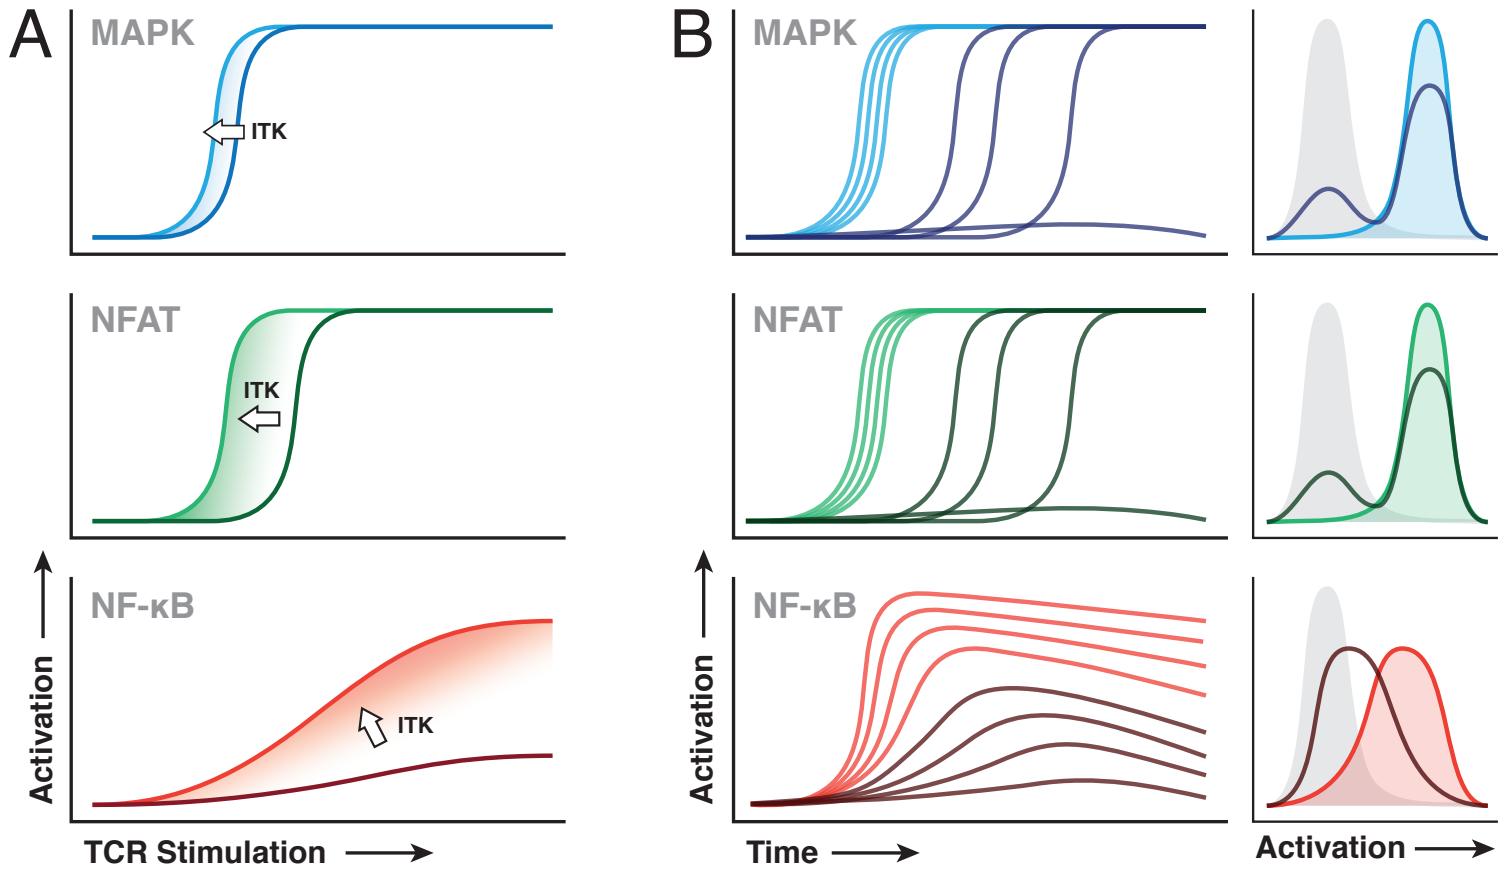 A
MAPK
ITK
NFAT
ITK
NF-κB
ITK
Activation
TCR Stimulation
B
MAPK
NFAT
NF-κB
Activation
Time
Activation